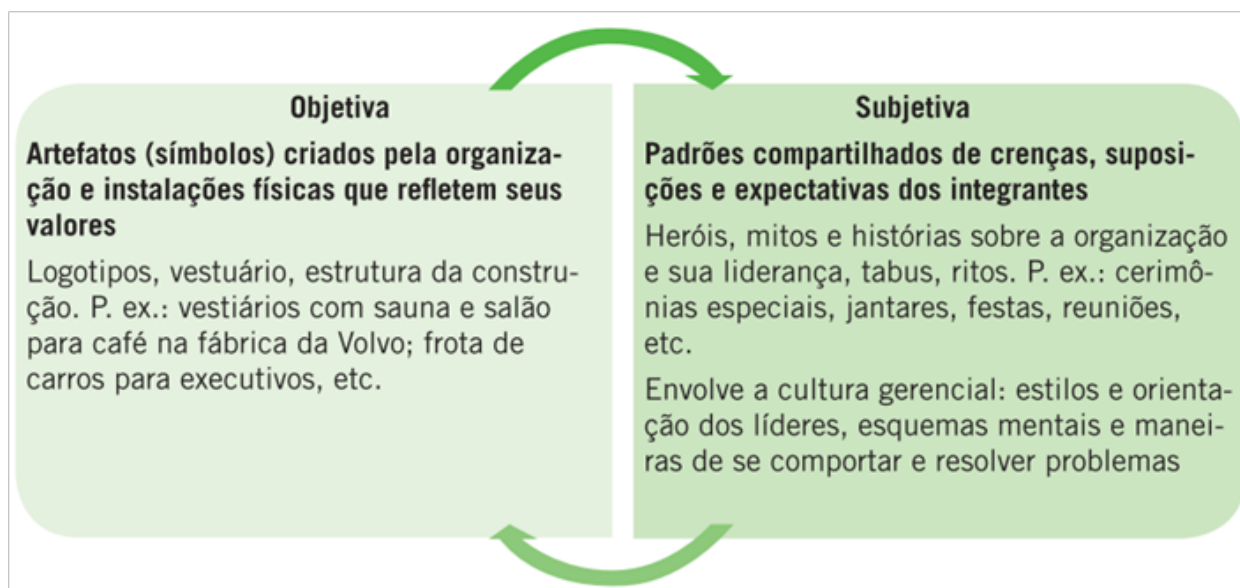 Objetiva
Artefatos (símbolos) criados pela organiza-
ção e instalações físicas que refletem seus
valores
Logotipos, vestuário, estrutura da constru-
ção. P. ex.: vestiários com sauna e salão
para café na fábrica da Volvo; frota de
carros para executivos, etc.
Subjetiva
Padrões compartilhados de crenças, suposi-
ções e expectativas dos integrantes
Heróis, mitos e histórias sobre a organização
e sua liderança, tabus, ritos. P. ex.: cerimô-
nias especiais, jantares, festas, reuniões,
etc.
Envolve a cultura gerencial: estilos e orienta-
ção dos líderes, esquemas mentais e manei-
ras de se comportar e resolver problemas